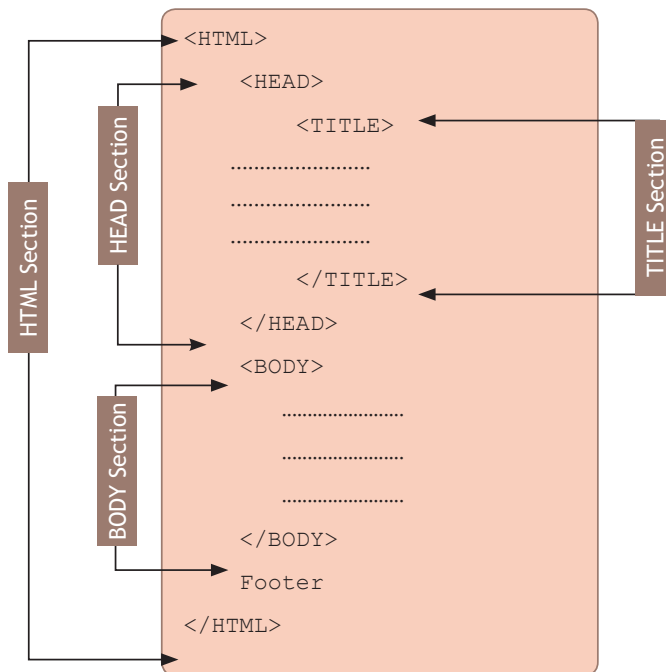 <HTML>
<HEAD>
<TITLE>
........................
........................
........................
</TITLE>
</HEAD>
<BODY>
.......................
.......................
.......................
</BODY>
Footer
</HTML>
HTML Section
HEAD Section
BODY Section
TITLE Section